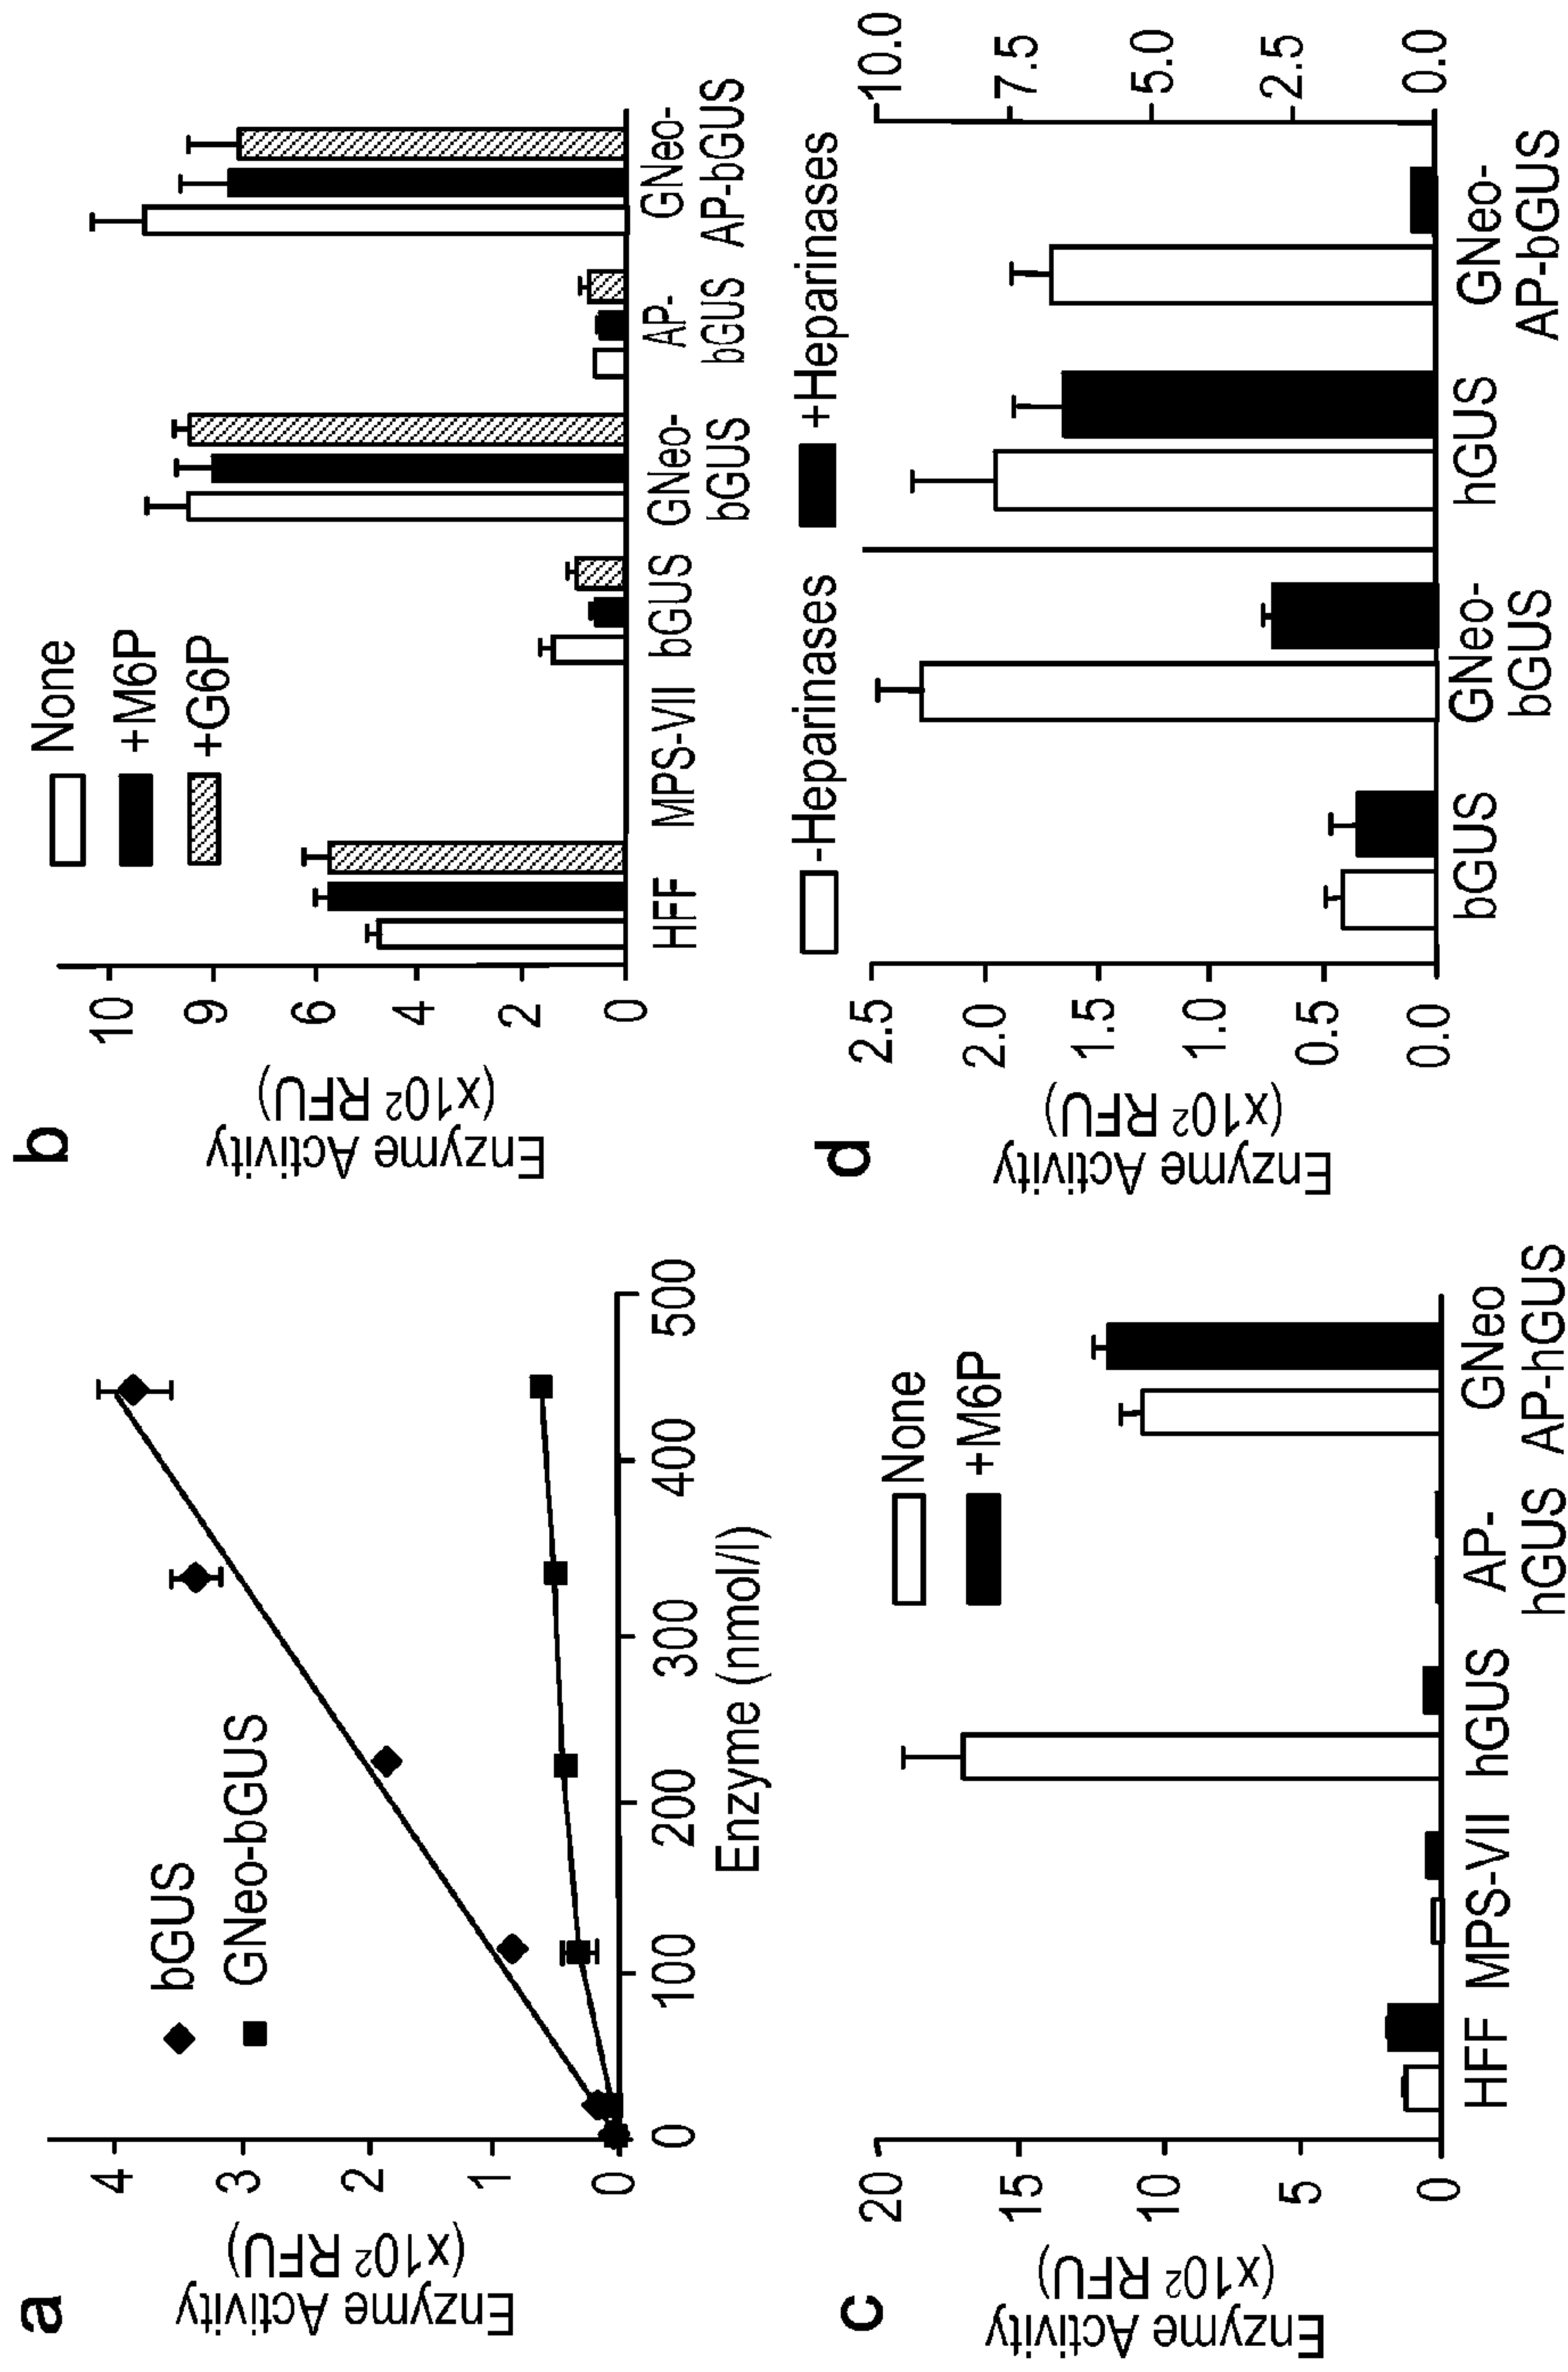 a
Enzyme Activity
(x10² RFU)
4
3
2
1
0
bGUS
GNeo-bGUS
0 100 200 300 400 500
Enzyme (nmol/l)
b
Enzyme Activity
(x10² RFU)
10
9
6
4
2
0
None
+M6P
+G6P
HFF MPS-VII bGUS GNeo-bGUS AP-bGUS GNeo-AP-bGUS
c
Enzyme Activity
(x10² RFU)
20
15
10
5
0
None
+M6P
HFF MPS-VII hGUS AP-hGUS GNeo AP-hGUS
d
Enzyme Activity
(x10² RFU)
2.5
2.0
1.5
1.0
0.5
0.0
-Heparinases +Heparinases
10.0
7.5
5.0
2.5
0.0
bGUS GNeo-bGUS hGUS GNeo-AP-bGUS